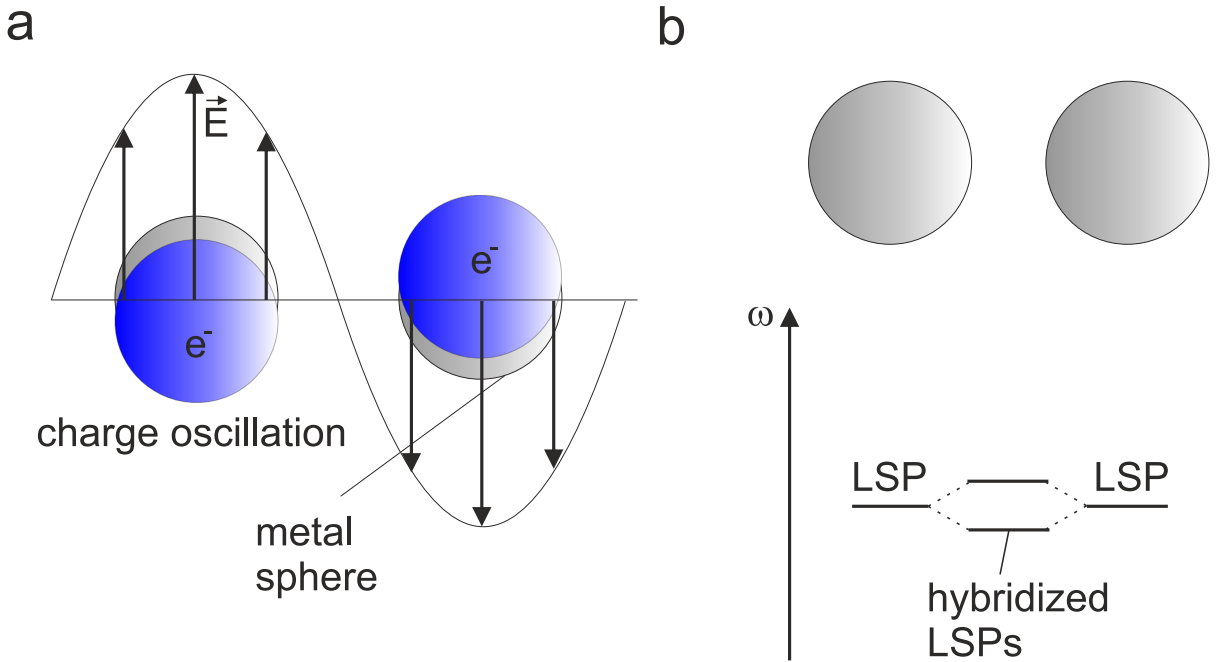 a
E
e-
e-
charge oscillation
metal
sphere
b
ω
LSP
LSP
hybridized
LSPs